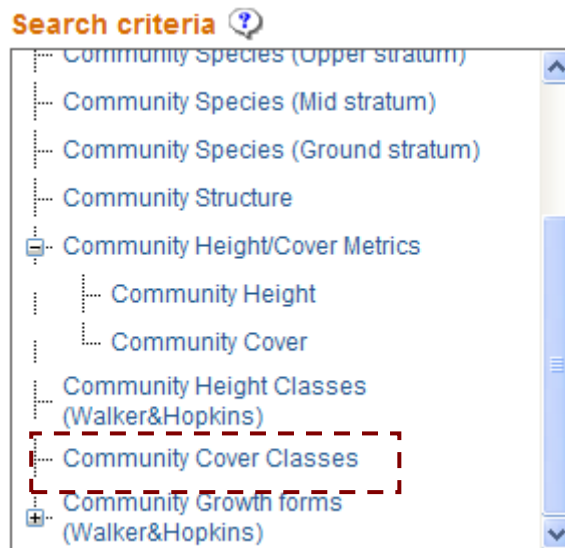 Search criteria ?
Community Species (Upper stratum)
Community Species (Mid stratum)
Community Species (Ground stratum)
Community Structure
Community Height/Cover Metrics
Community Height
Community Cover
Community Height Classes
(Walker&Hopkins)
Community Cover Classes
Community Growth forms
(Walker&Hopkins)